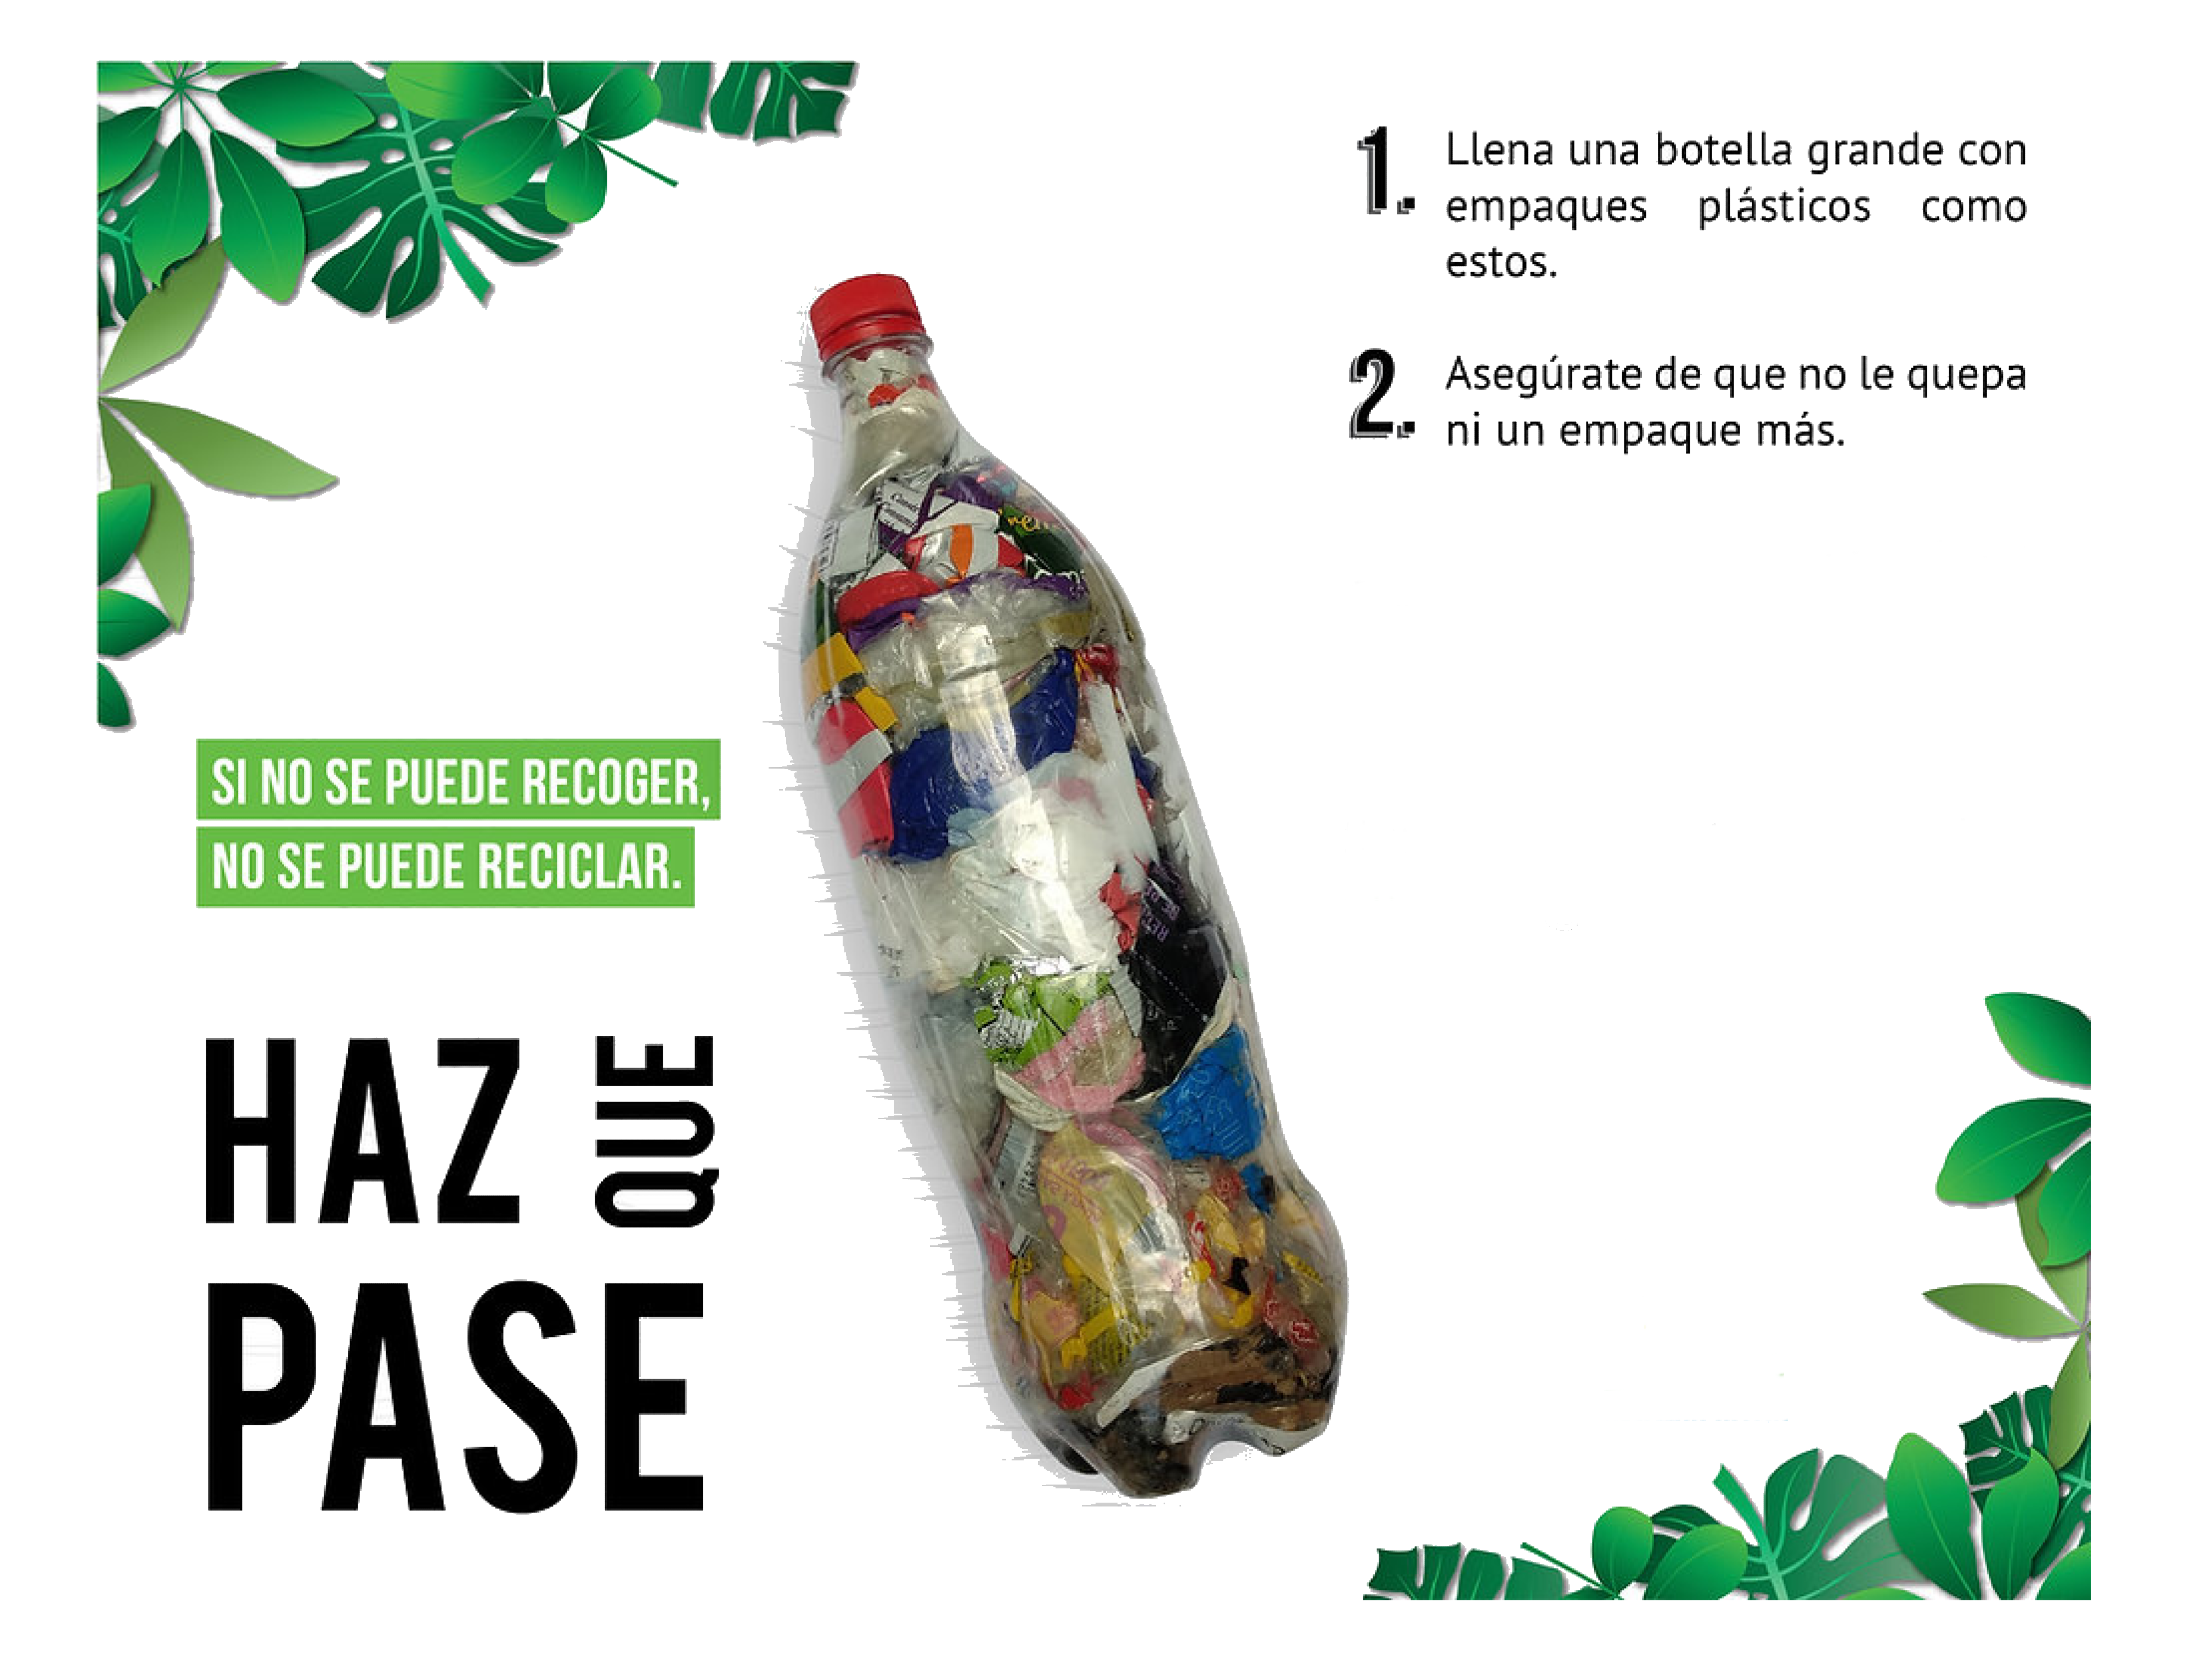 1. Llena una botella grande con
empaques plásticos como
estos.
2. Asegúrate de que no le quepa
ni un empaque más.
SI NO SE PUEDE RECOGER,
NO SE PUEDE RECICLAR.
HAZ QUE
PASE